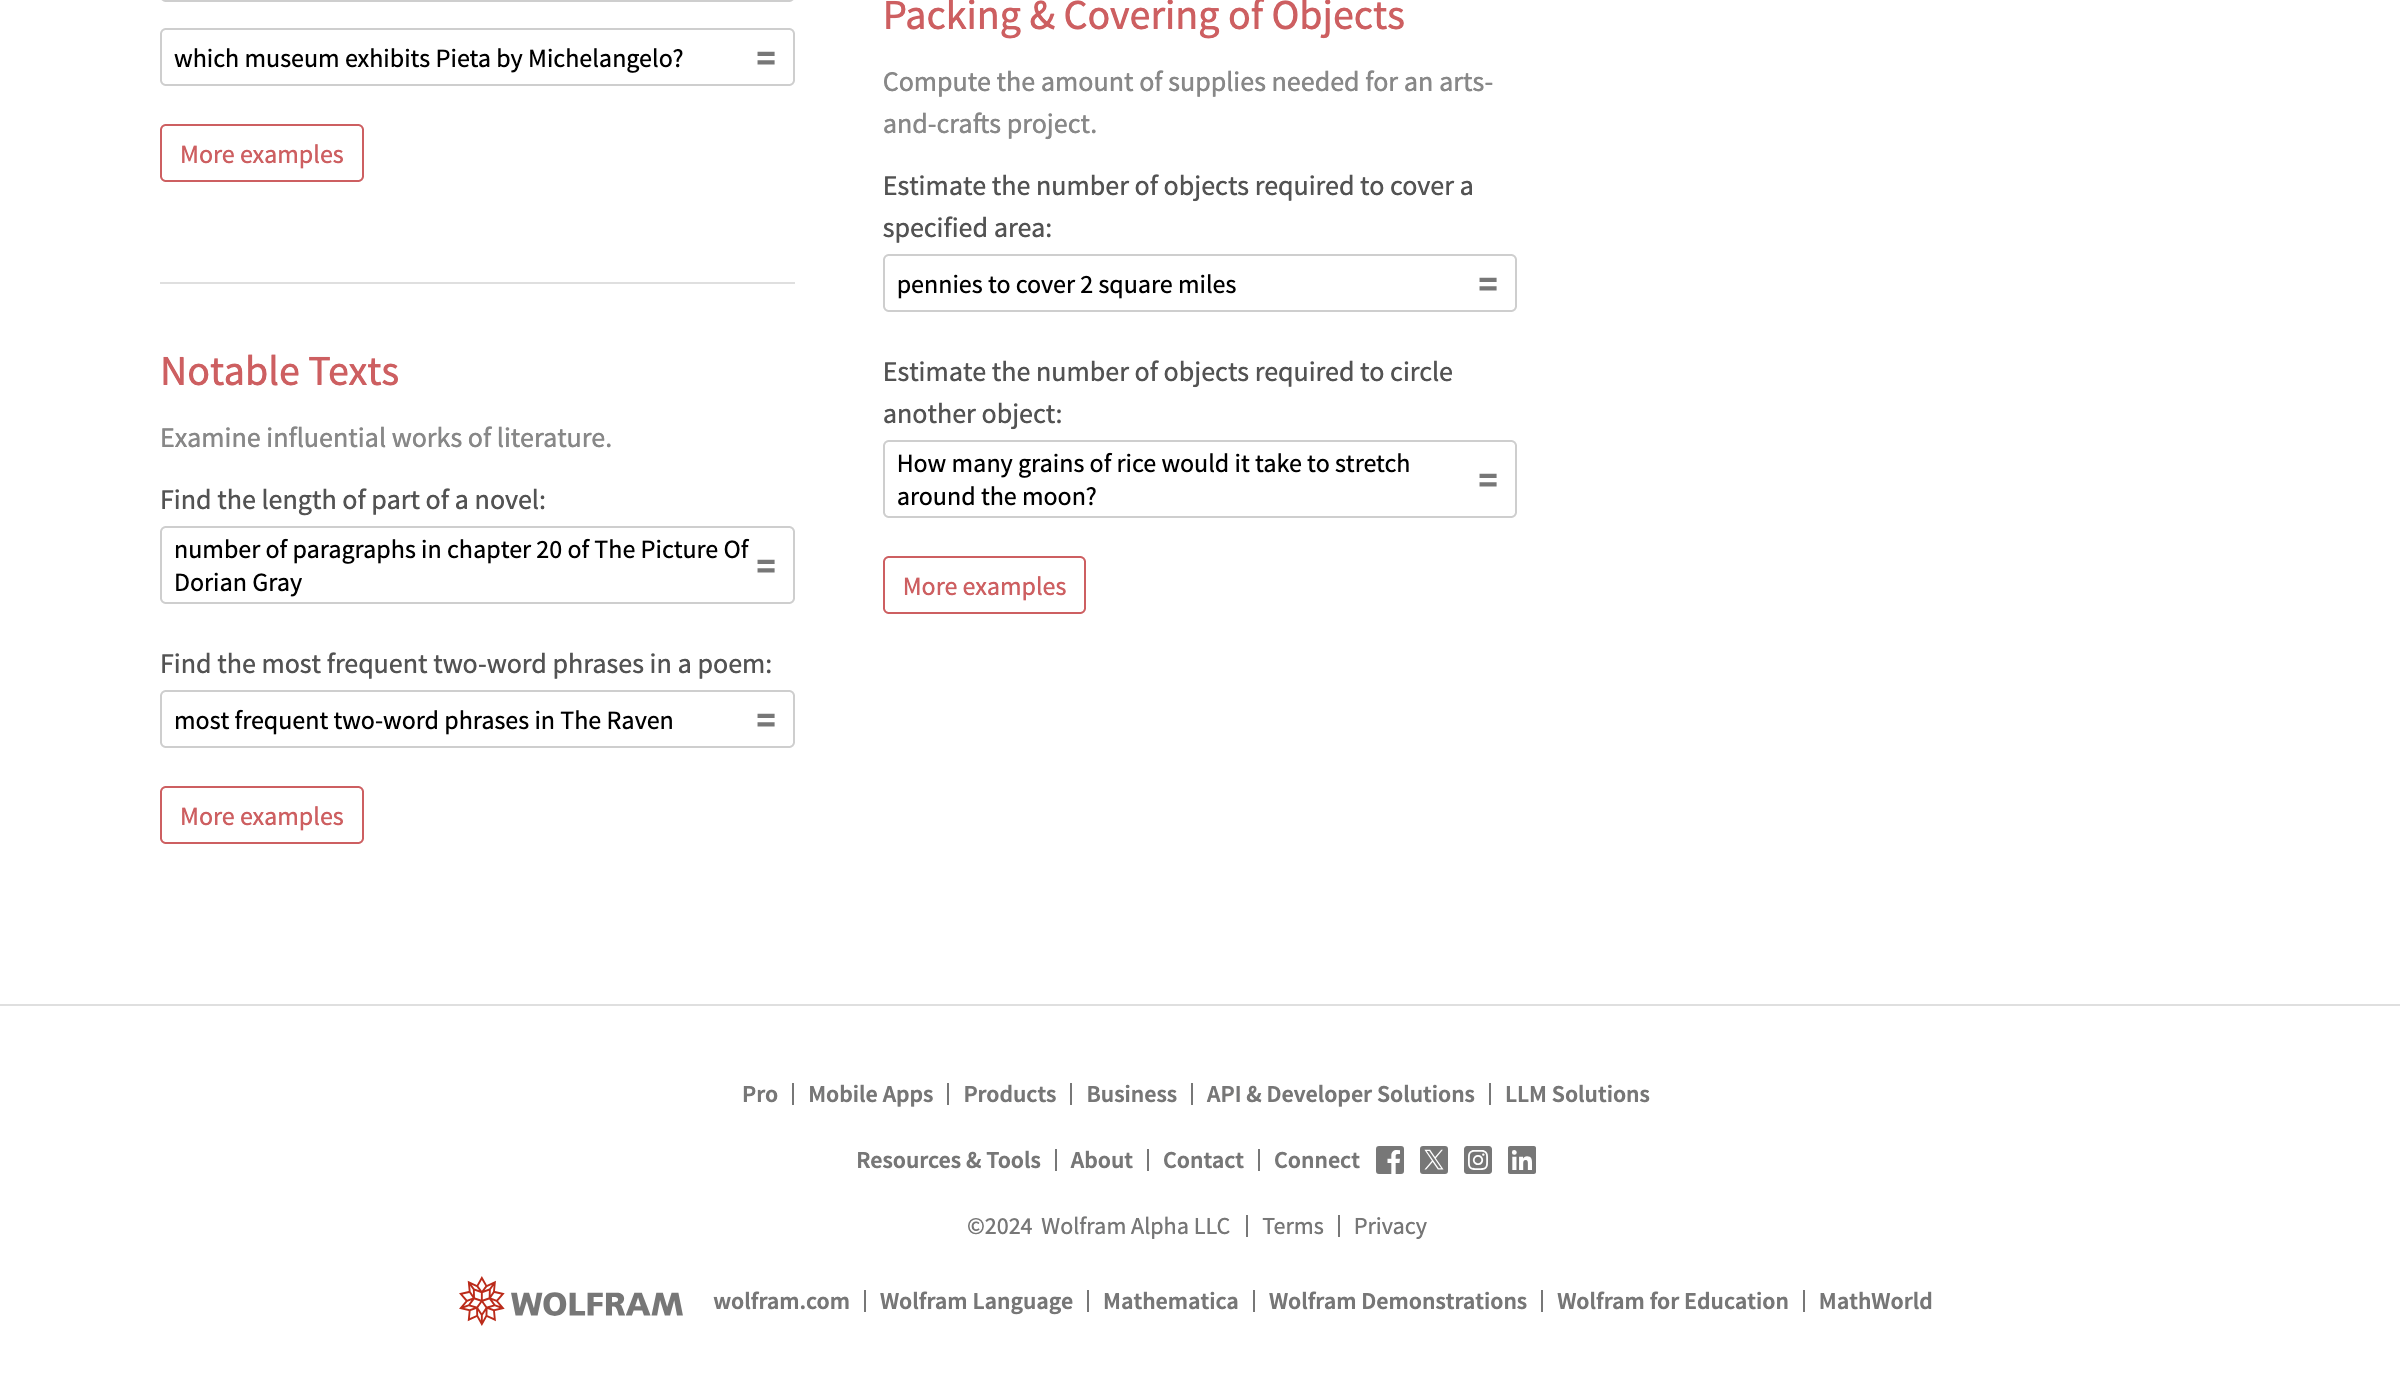 which museum exhibits Pieta by Michelangelo?
=
More examples
Notable Texts
Examine influential works of literature.
Find the length of part of a novel:
number of paragraphs in chapter 20 of The Picture Of
Dorian Gray
=
Find the most frequent two-word phrases in a poem:
most frequent two-word phrases in The Raven
=
More examples
Packing & Covering of Objects
Compute the amount of supplies needed for an arts-
and-crafts project.
Estimate the number of objects required to cover a
specified area:
pennies to cover 2 square miles
=
Estimate the number of objects required to circle
another object:
How many grains of rice would it take to stretch
around the moon?
=
More examples
Pro | Mobile Apps | Products | Business | API & Developer Solutions | LLM Solutions
Resources & Tools | About | Contact | Connect
©2024 Wolfram Alpha LLC | Terms | Privacy
WOLFRAM wolfram.com | Wolfram Language | Mathematica | Wolfram Demonstrations | Wolfram for Education | MathWorld